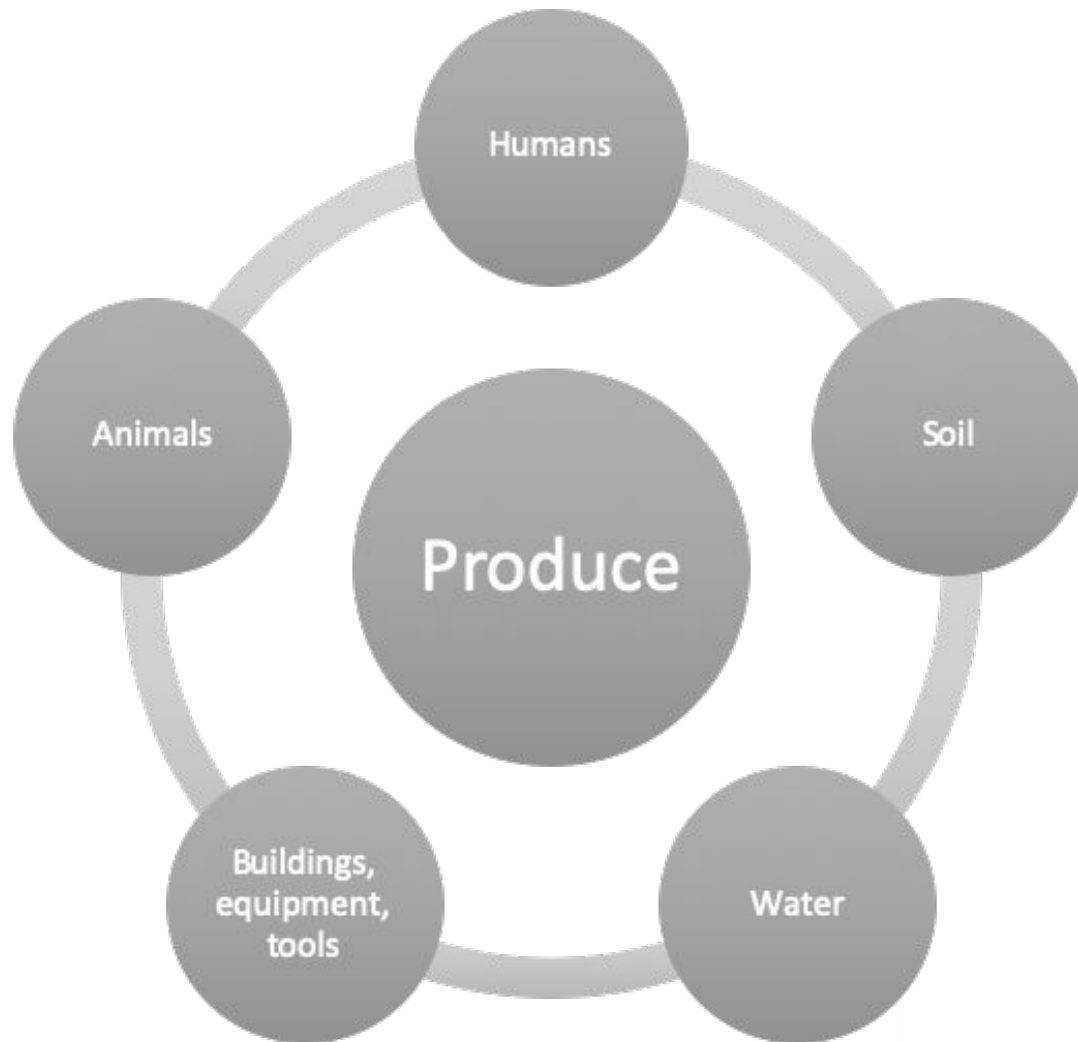 Humans
Animals
Soil
Produce
Buildings,
equipment,
tools
Water